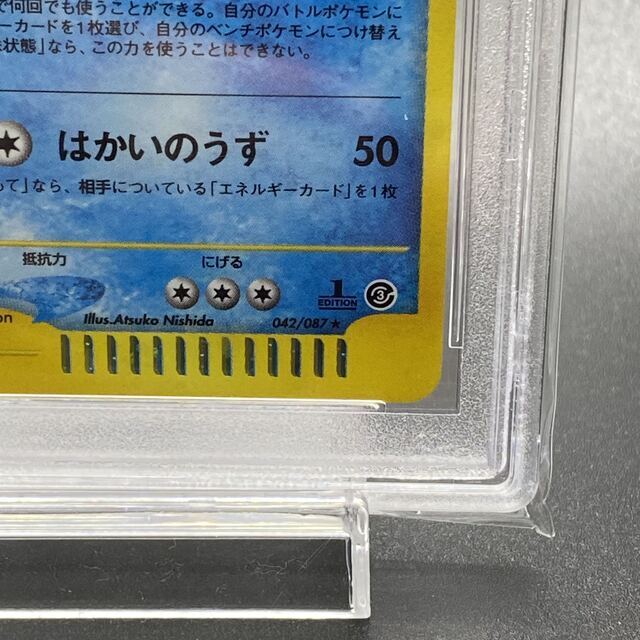 で何回でも使うことができる。自分のバトルポケモンに
ーカードを1枚選び、自分のベンチポケモンにつけ替え
状態」なら、この力を使うことはできない。
はかいのうず 50
って」なら、相手についている「エネルギーカード」を1枚
抵抗力 にげる
1 EDITION 3
on Illus.Atsuko Nishida 042/087★